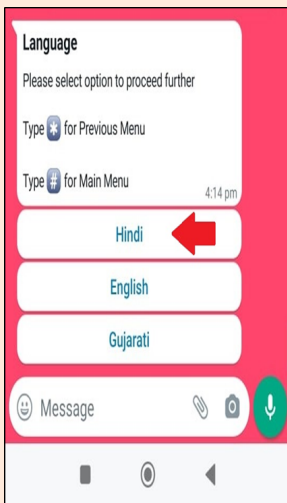 Language
Please select option to proceed further
Type *️⃣ for Previous Menu
Type #️⃣ for Main Menu
4:14 pm
Hindi
English
Gujarati
Message